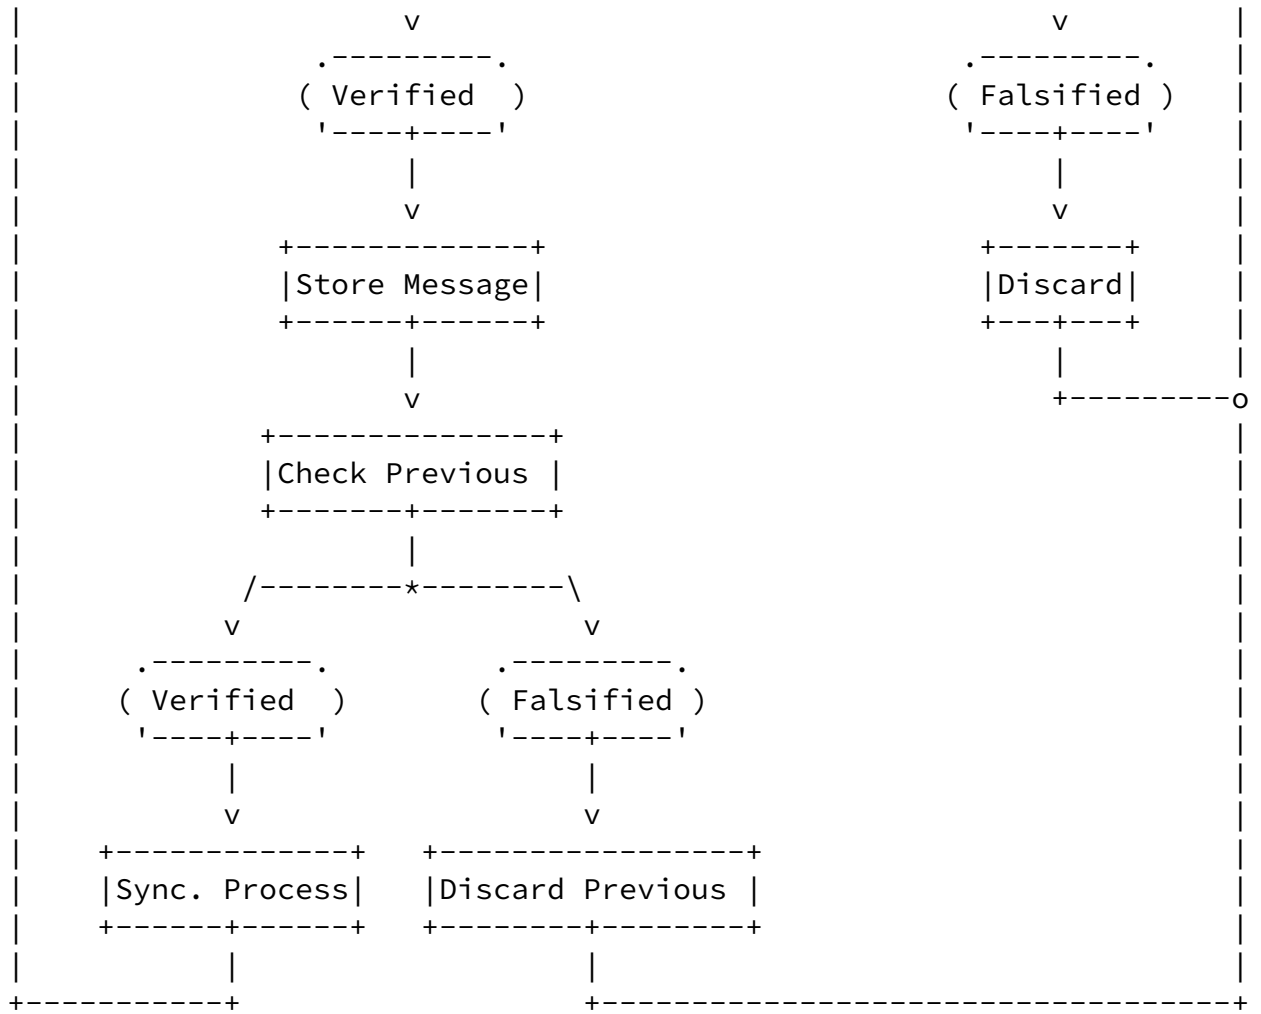 |                     v                                   v         |
|                .---------.                         .---------.    |
|               ( Verified  )                       ( Falsified )   |
|                '----+----'                         '----+----'    |
|                     |                                   |         |
|                     v                                   v         |
|              +-------------+                        +-------+     |
|              |Store Message|                        |Discard|     |
|              +------+------+                        +---+---+     |
|                     |                                   |         |
|                     v                                   +---------o
|             +---------------+                                     |
|             |Check Previous |                                     |
|             +-------+-------+                                     |
|                     |                                             |
|            /--------*--------\                                    |
|           v                   v                                   |
|      .---------.         .---------.                              |
|     ( Verified  )       ( Falsified )                             |
|      '----+----'         '----+----'                              |
|           |                   |                                   |
|           v                   v                                   |
|    +-------------+   +-----------------+                          |
|    |Sync. Process|   |Discard Previous |                          |
|    +------+------+   +--------+--------+                          |
|           |                   |                                   |
+-----------+                   +-----------------------------------+